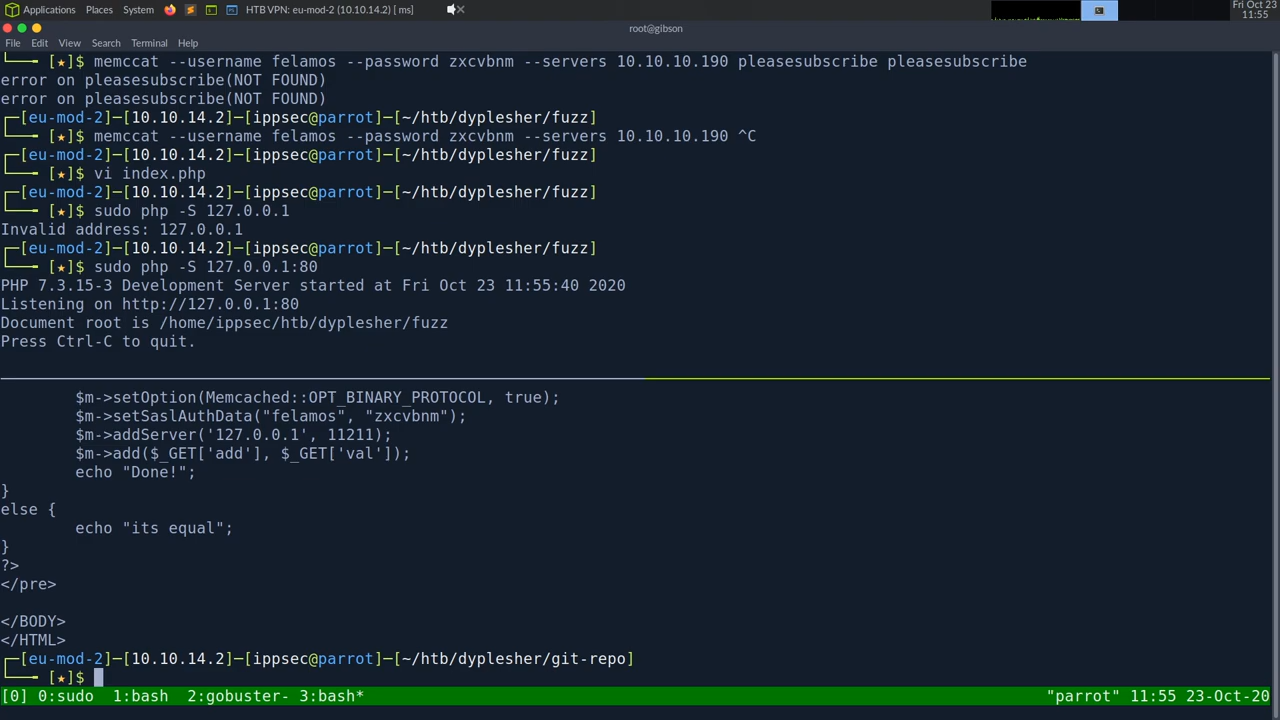 Applications Places System HTB VPN: eu-mod-2 (10.10.14.2) [ ms] Fri Oct 23
11:55
root@gibson
File Edit View Search Terminal Help
└──╼ [★]$ memccat --username felamos --password zxcvbnm --servers 10.10.10.190 pleasesubscribe pleasesubscribe
error on pleasesubscribe(NOT FOUND)
error on pleasesubscribe(NOT FOUND)
┌─[eu-mod-2]─[10.10.14.2]─[ippsec@parrot]─[~/htb/dyplesher/fuzz]
└──╼ [★]$ memccat --username felamos --password zxcvbnm --servers 10.10.10.190 ^C
┌─[eu-mod-2]─[10.10.14.2]─[ippsec@parrot]─[~/htb/dyplesher/fuzz]
└──╼ [★]$ vi index.php
┌─[eu-mod-2]─[10.10.14.2]─[ippsec@parrot]─[~/htb/dyplesher/fuzz]
└──╼ [★]$ sudo php -S 127.0.0.1
Invalid address: 127.0.0.1
┌─[eu-mod-2]─[10.10.14.2]─[ippsec@parrot]─[~/htb/dyplesher/fuzz]
└──╼ [★]$ sudo php -S 127.0.0.1:80
PHP 7.3.15-3 Development Server started at Fri Oct 23 11:55:40 2020
Listening on http://127.0.0.1:80
Document root is /home/ippsec/htb/dyplesher/fuzz
Press Ctrl-C to quit.
$m->setOption(Memcached::OPT_BINARY_PROTOCOL, true);
$m->setSaslAuthData("felamos", "zxcvbnm");
$m->addServer('127.0.0.1', 11211);
$m->add($_GET['add'], $_GET['val']);
echo "Done!";
}
else {
echo "its equal";
}
?>
</pre>
</BODY>
</HTML>
┌─[eu-mod-2]─[10.10.14.2]─[ippsec@parrot]─[~/htb/dyplesher/git-repo]
└──╼ [★]$
[0] 0:sudo 1:bash 2:gobuster- 3:bash* "parrot" 11:55 23-Oct-20